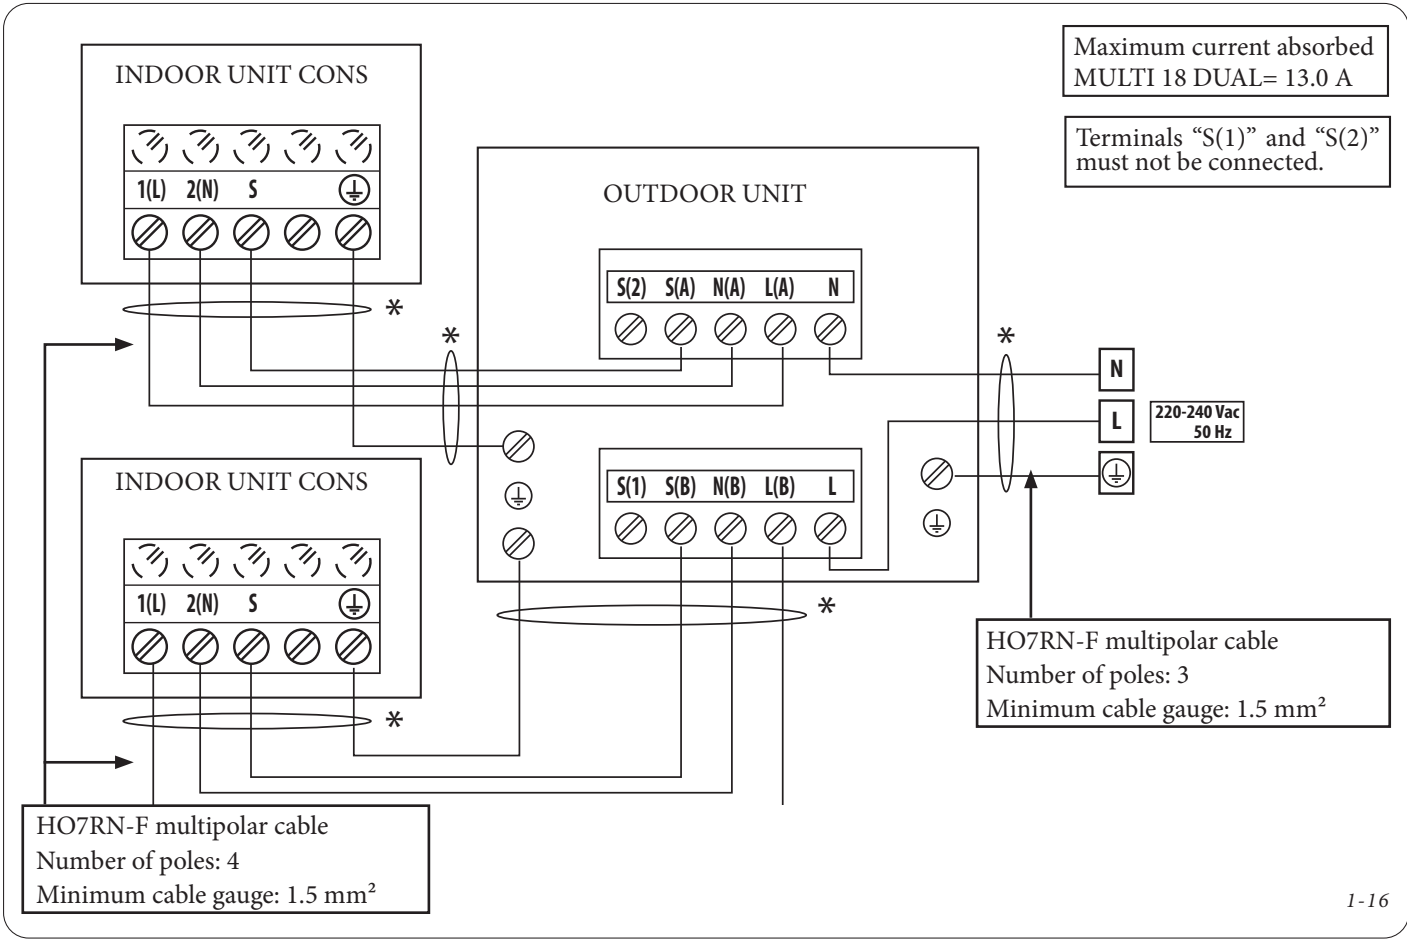 INDOOR UNIT CONS
1(L) 2(N) S
*
Maximum current absorbed
MULTI 18 DUAL= 13.0 A
Terminals “S(1)” and “S(2)”
must not be connected.
OUTDOOR UNIT
S(2) S(A) N(A) L(A) N
*
*
N
L
220-240 Vac
50 Hz
INDOOR UNIT CONS
1(L) 2(N) S
*
S(1) S(B) N(B) L(B) L
*
HO7RN-F multipolar cable
Number of poles: 3
Minimum cable gauge: 1.5 mm²
HO7RN-F multipolar cable
Number of poles: 4
Minimum cable gauge: 1.5 mm²
1-16